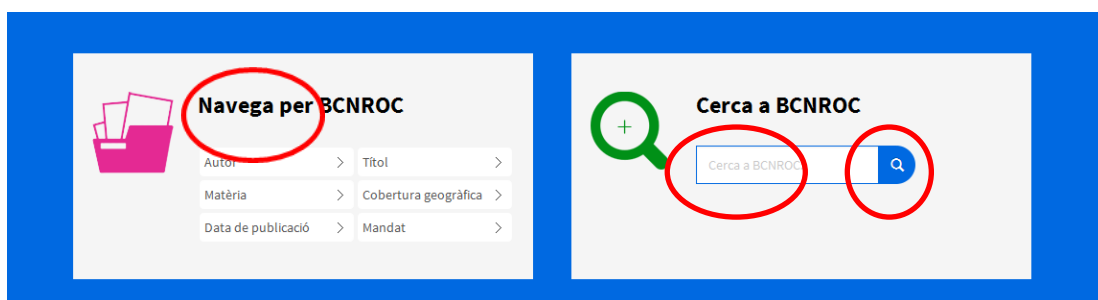 Navega per BCNROC
Autor
Títol
Matèria
Cobertura geogràfica
Data de publicació
Mandat
Cerca a BCNROC
Cerca a BCNROC